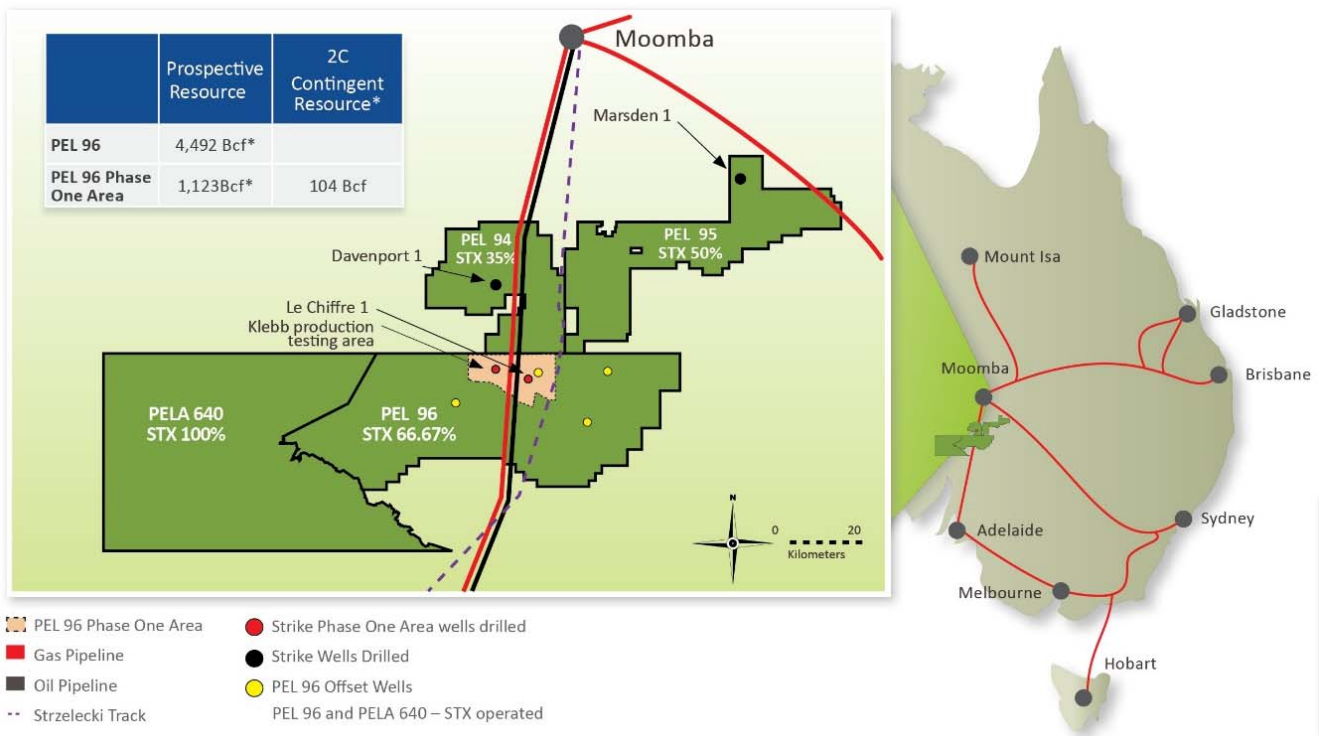 Prospective
Resource
2C
Contingent
Resource*
PEL 96
4,492 Bcf*
PEL 96 Phase
One Area
1,123Bcf*
104 Bcf
Moomba
Marsden 1
PEL 94
STX 35%
PEL 95
STX 50%
Davenport 1
Le Chiffre 1
Klebb production
testing area
PELA 640
STX 100%
PEL 96
STX 66.67%
N
0 20
Kilometers
Mount Isa
Gladstone
Moomba
Brisbane
Adelaide
Sydney
Melbourne
Hobart
PEL 96 Phase One Area
Gas Pipeline
Oil Pipeline
Strzelecki Track
Strike Phase One Area wells drilled
Strike Wells Drilled
PEL 96 Offset Wells
PEL 96 and PELA 640 – STX operated